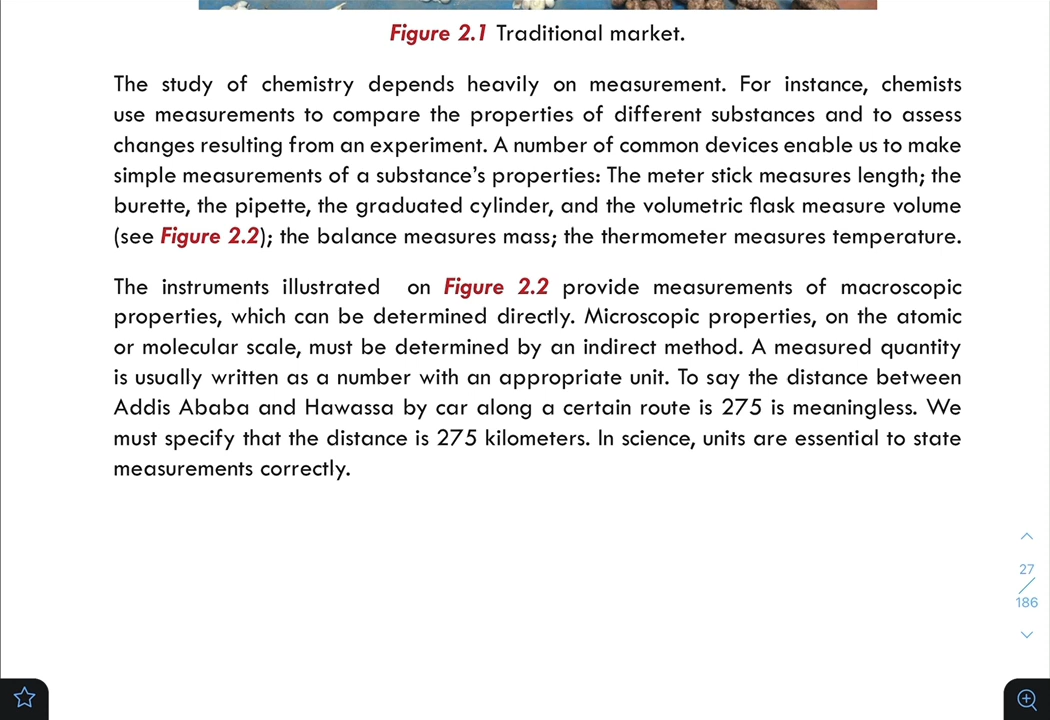 Figure 2.1 Traditional market.
The study of chemistry depends heavily on measurement. For instance, chemists
use measurements to compare the properties of different substances and to assess
changes resulting from an experiment. A number of common devices enable us to make
simple measurements of a substance's properties: The meter stick measures length; the
burette, the pipette, the graduated cylinder, and the volumetric flask measure volume
(see Figure 2.2); the balance measures mass; the thermometer measures temperature.
The instruments illustrated on Figure 2.2 provide measurements of macroscopic
properties, which can be determined directly. Microscopic properties, on the atomic
or molecular scale, must be determined by an indirect method. A measured quantity
is usually written as a number with an appropriate unit. To say the distance between
Addis Ababa and Hawassa by car along a certain route is 275 is meaningless. We
must specify that the distance is 275 kilometers. In science, units are essential to state
measurements correctly.
27
186